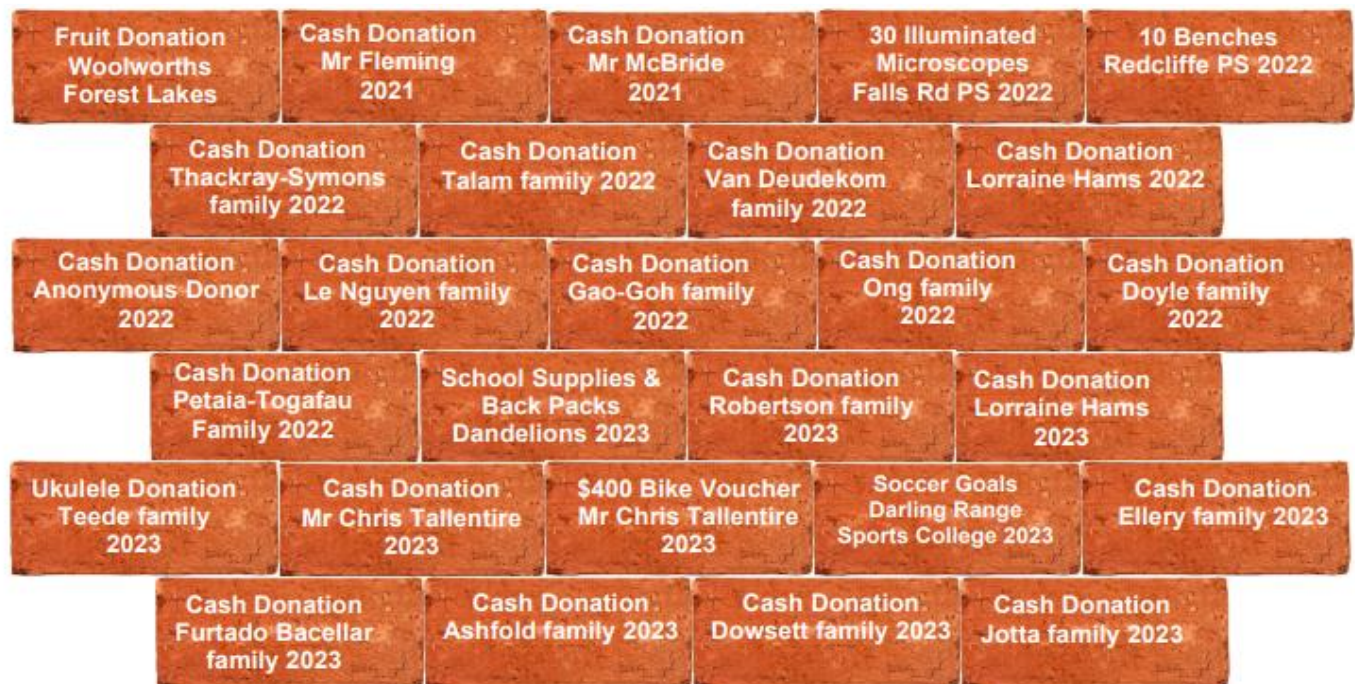 Fruit Donation
Woolworths
Forest Lakes
Cash Donation
Mr Fleming
2021
Cash Donation
Mr McBride
2021
30 Illuminated
Microscopes
Falls Rd PS 2022
10 Benches
Redcliffe PS 2022
Cash Donation
Thackray-Symons
family 2022
Cash Donation
Talam family 2022
Cash Donation
Van Deudekom
family 2022
Cash Donation
Lorraine Hams 2022
Cash Donation
Anonymous Donor
2022
Cash Donation
Le Nguyen family
2022
Cash Donation
Gao-Goh family
2022
Cash Donation
Ong family
2022
Cash Donation
Doyle family
2022
Cash Donation
Petaia-Togafau
Family 2022
School Supplies &
Back Packs
Dandelions 2023
Cash Donation
Robertson family
2023
Cash Donation
Lorraine Hams
2023
Ukulele Donation
Teede family
2023
Cash Donation
Mr Chris Tallentire
2023
$400 Bike Voucher
Mr Chris Tallentire
2023
Soccer Goals
Darling Range
Sports College 2023
Cash Donation
Ellery family 2023
Cash Donation
Furtado Bacellar
family 2023
Cash Donation
Ashfold family 2023
Cash Donation
Dowsett family 2023
Cash Donation
Jotta family 2023